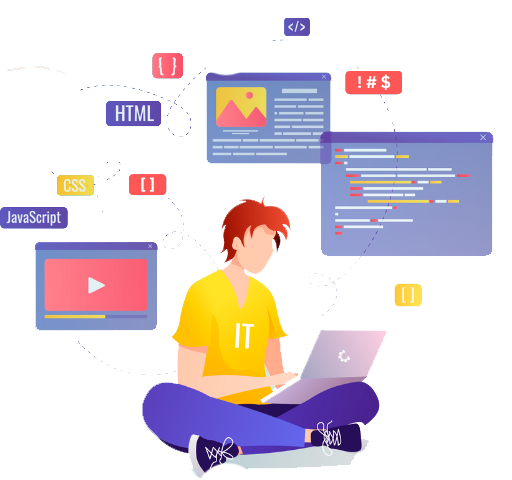 </>
{ }
! # $
HTML
CSS
[ ]
JavaScript
[ ]
IT